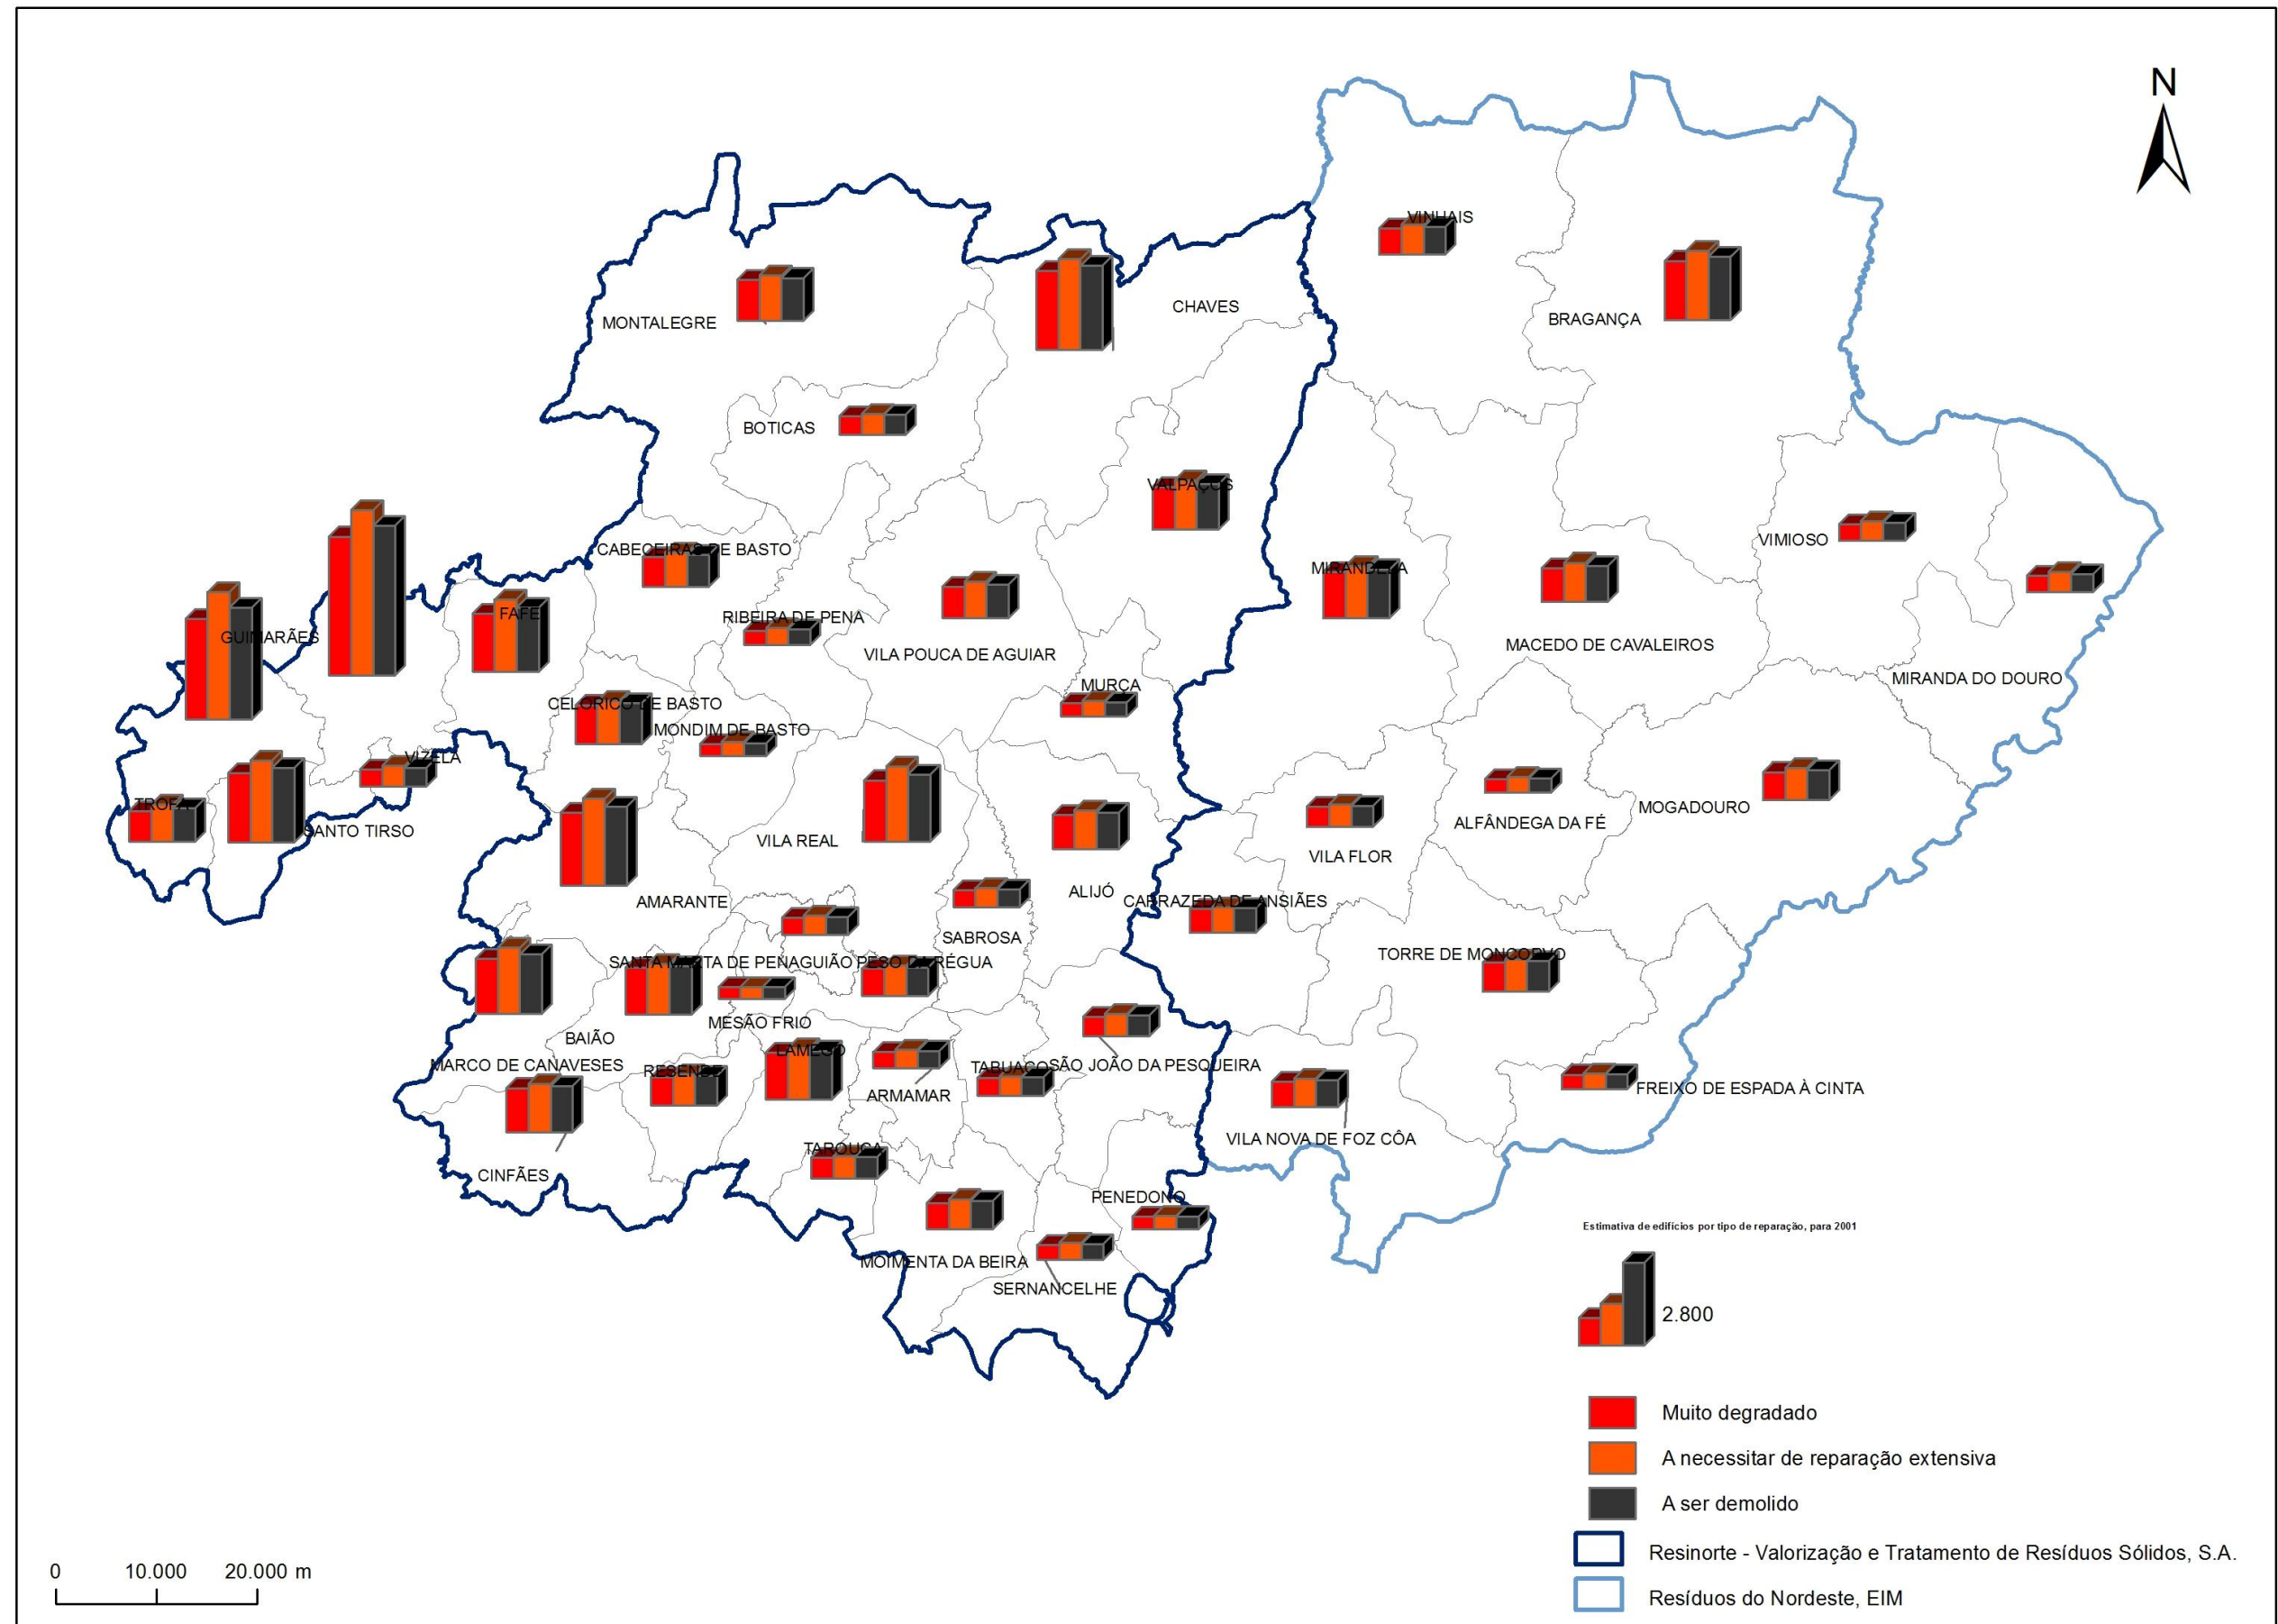 N
VINHAIS
CHAVES
BRAGANÇA
MONTALEGRE
BOTICAS
VALPAÇOS
VIMIOSO
CABECEIRAS DE BASTO
MIRANDELA
FAFE
RIBEIRA DE PENA
GUIMARÃES
MACEDO DE CAVALEIROS
VILA POUCA DE AGUIAR
MIRANDA DO DOURO
MURÇA
CELORICO DE BASTO
MONDIM DE BASTO
VIZELA
TROFA
MOGADOURO
ALFÂNDEGA DA FÉ
SANTO TIRSO
VILA REAL
VILA FLOR
ALIJÓ
AMARANTE
CARRAZEDA DE ANSIÃES
SABROSA
TORRE DE MONCORVO
SANTA MARTA DE PENAGUIÃO
PESO DA RÉGUA
MESÃO FRIO
BAIÃO
LAMEGO
MARCO DE CANAVESES
TABUAÇO
SÃO JOÃO DA PESQUEIRA
RESENDE
FREIXO DE ESPADA À CINTA
ARMAMAR
VILA NOVA DE FOZ CÔA
TAROUCA
CINFÃES
PENEDONO
MOIMENTA DA BEIRA
SERNANCELHE
Estimativa de edifícios por tipo de reparação, para 2001
2.800
Muito degradado
A necessitar de reparação extensiva
A ser demolido
Resinorte - Valorização e Tratamento de Resíduos Sólidos, S.A.
Resíduos do Nordeste, EIM
0 10.000 20.000 m